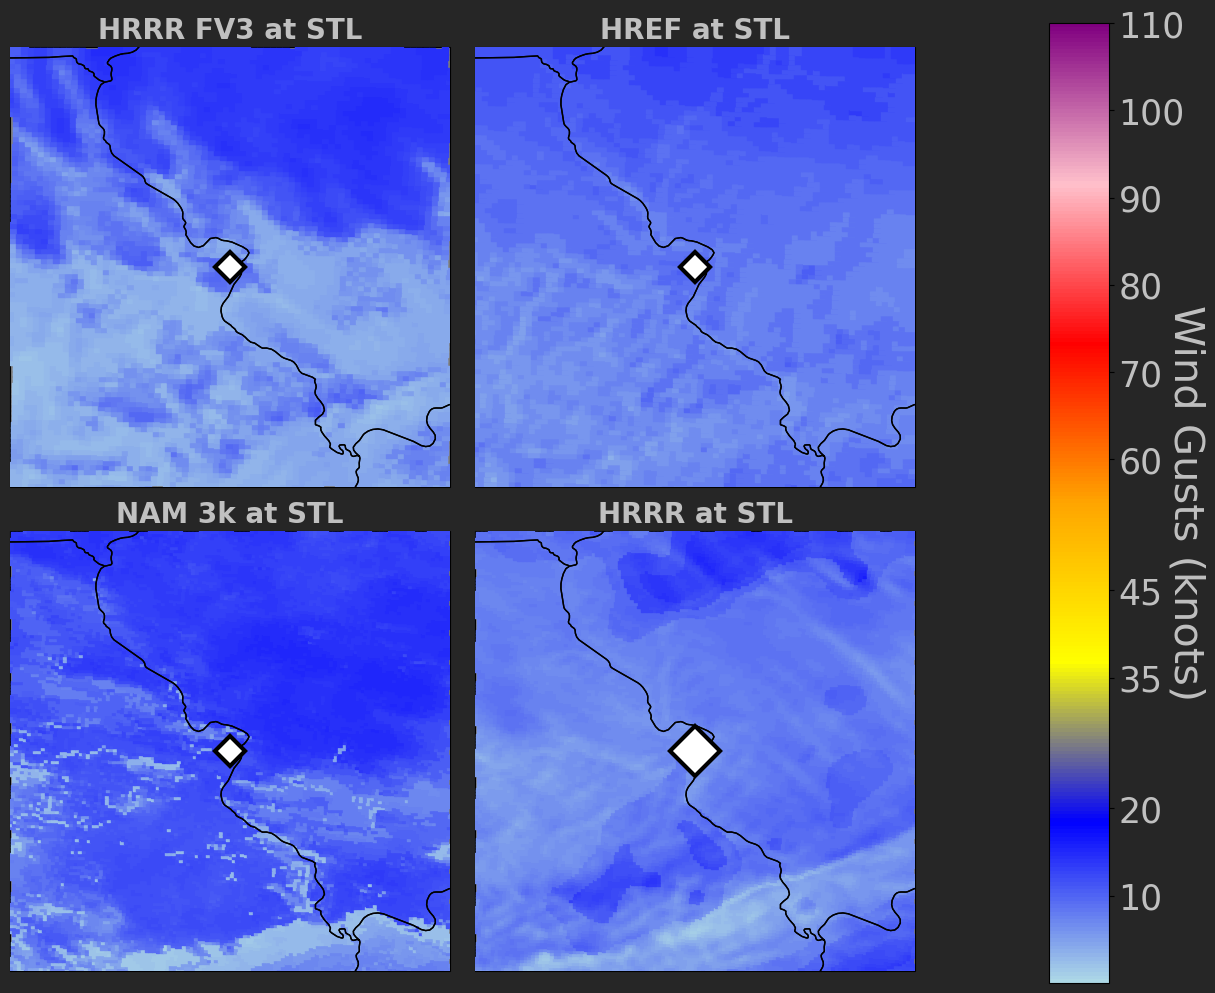 HRRR FV3 at STL
HREF at STL
NAM 3k at STL
HRRR at STL
110
100
90
80
70
60
45
35
20
10
Wind Gusts (knots)